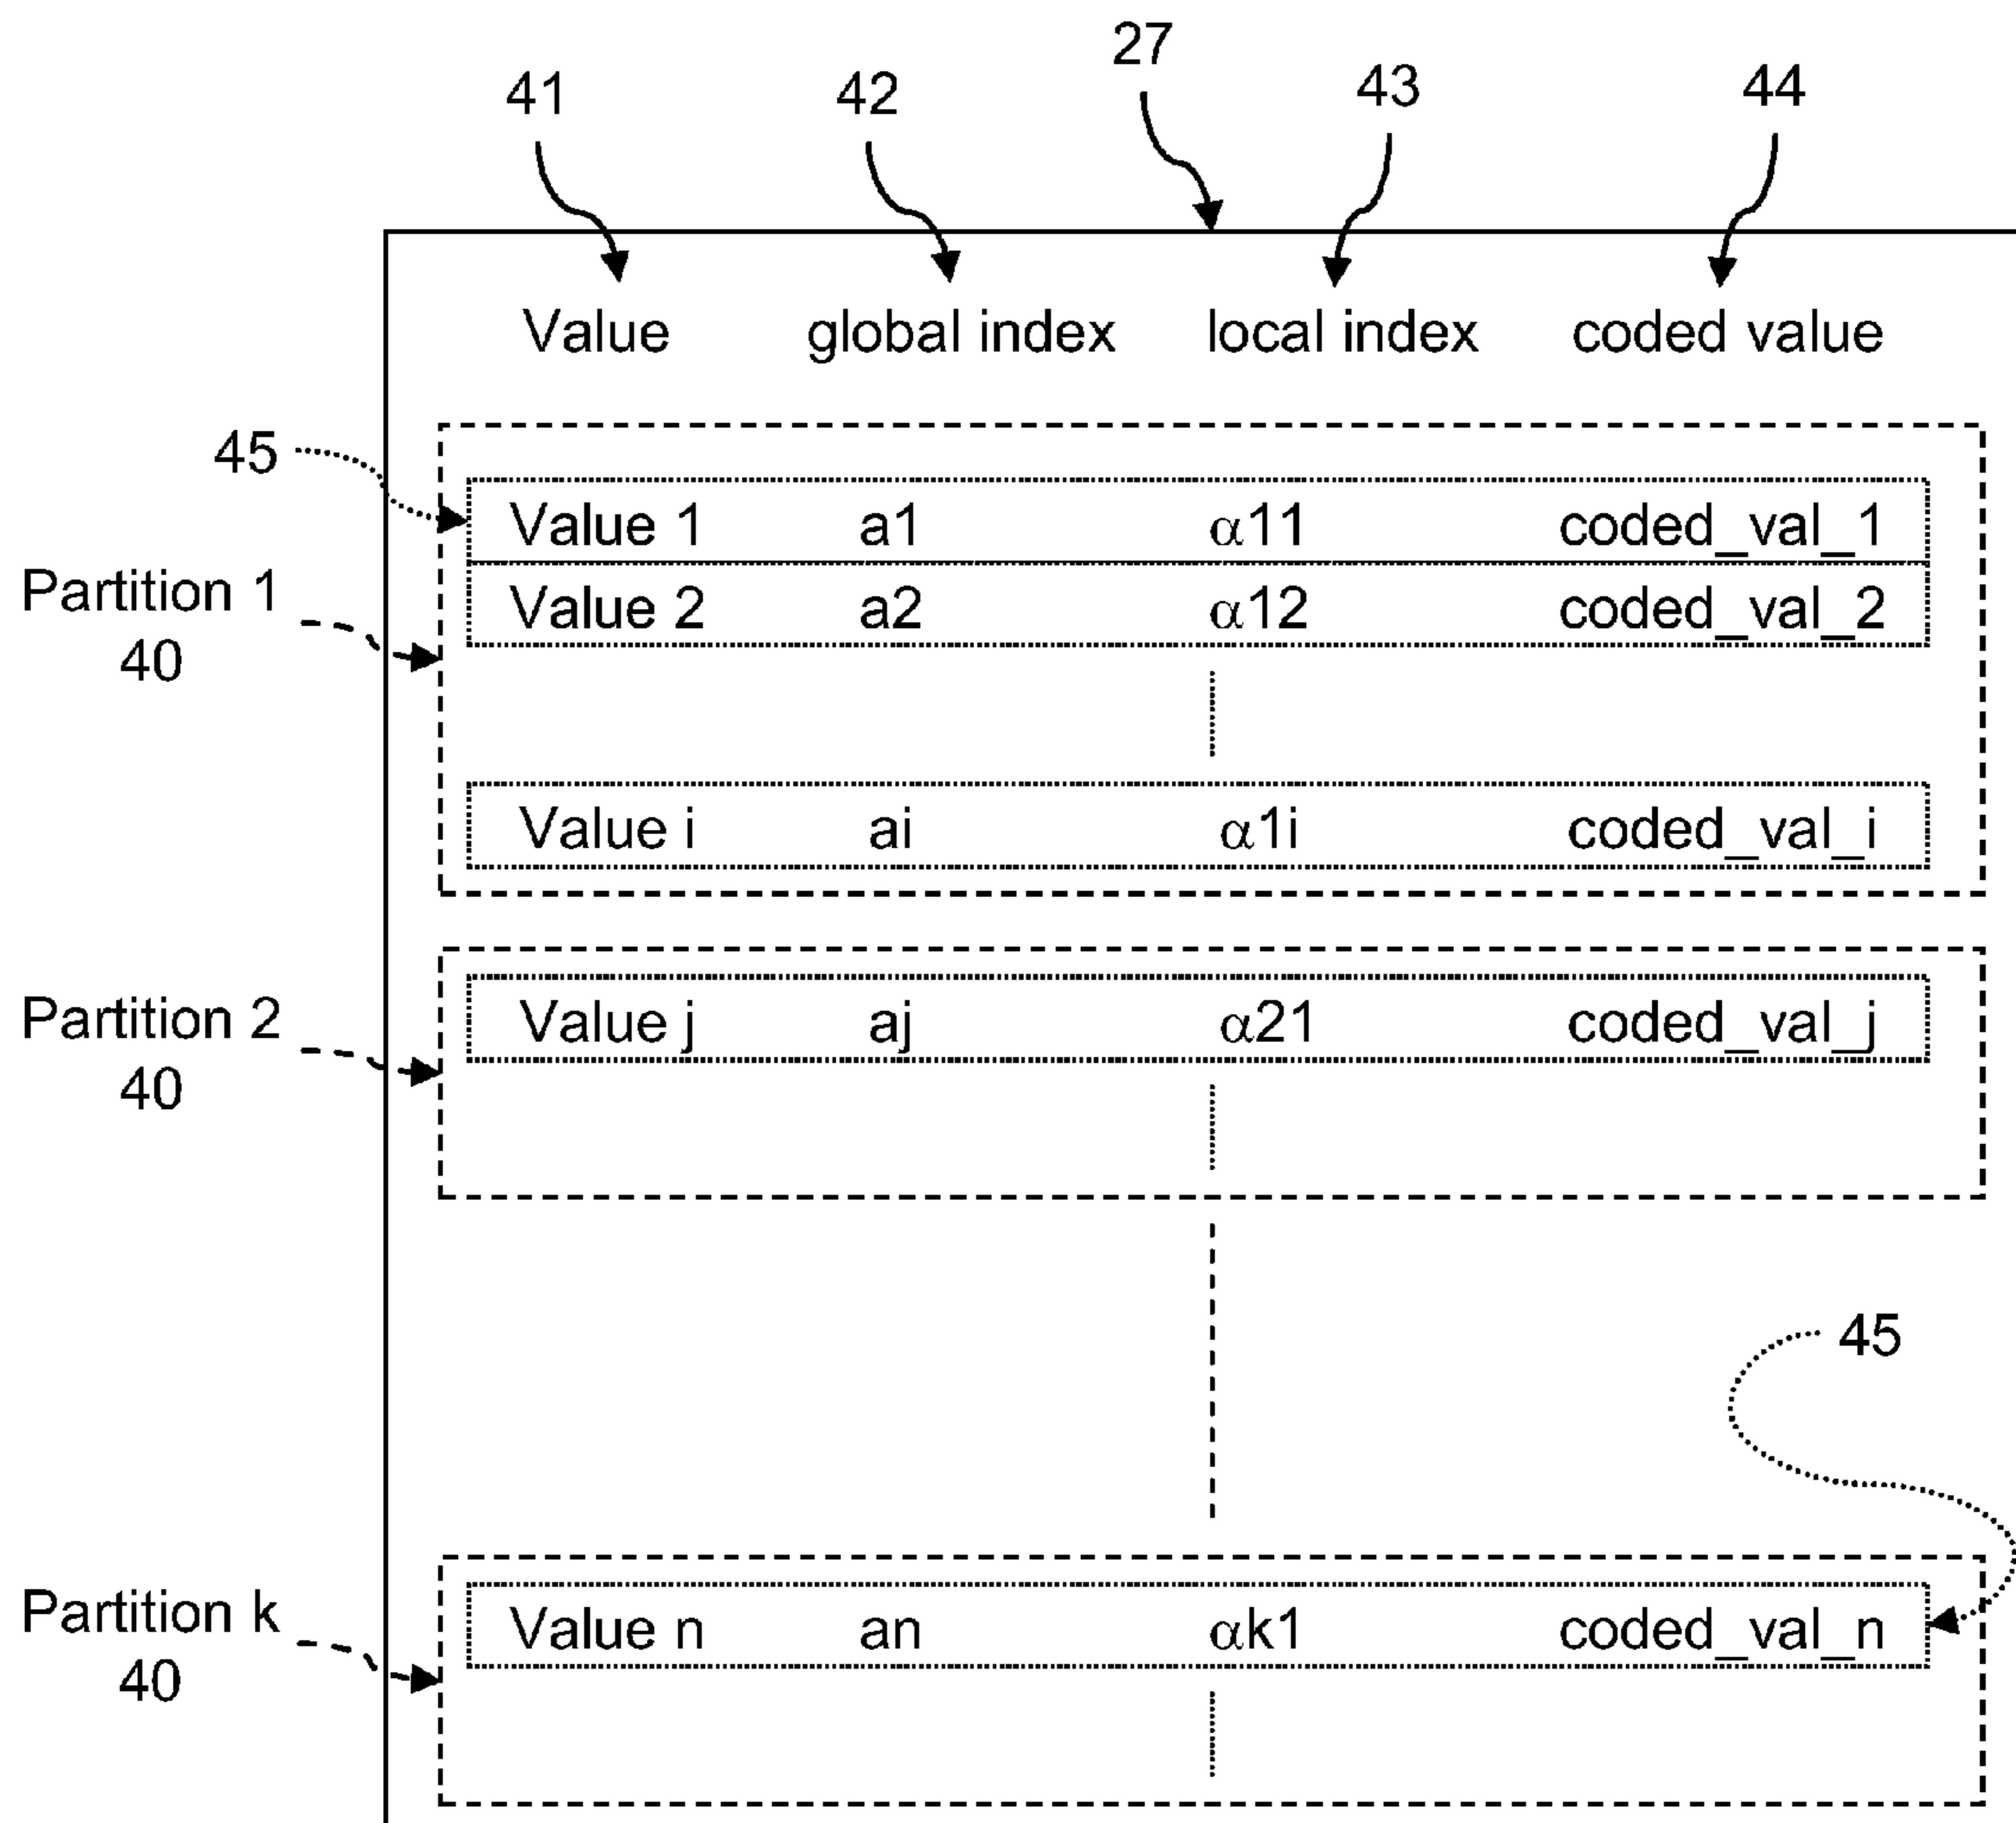 27
41 42 43 44
Value global index local index coded value
45
Value 1 a1 α11 coded_val_1
Partition 1
40
Value 2 a2 α12 coded_val_2
Value i ai α1i coded_val_i
Partition 2
40
Value j aj α21 coded_val_j
45
Partition k
40
Value n an αk1 coded_val_n